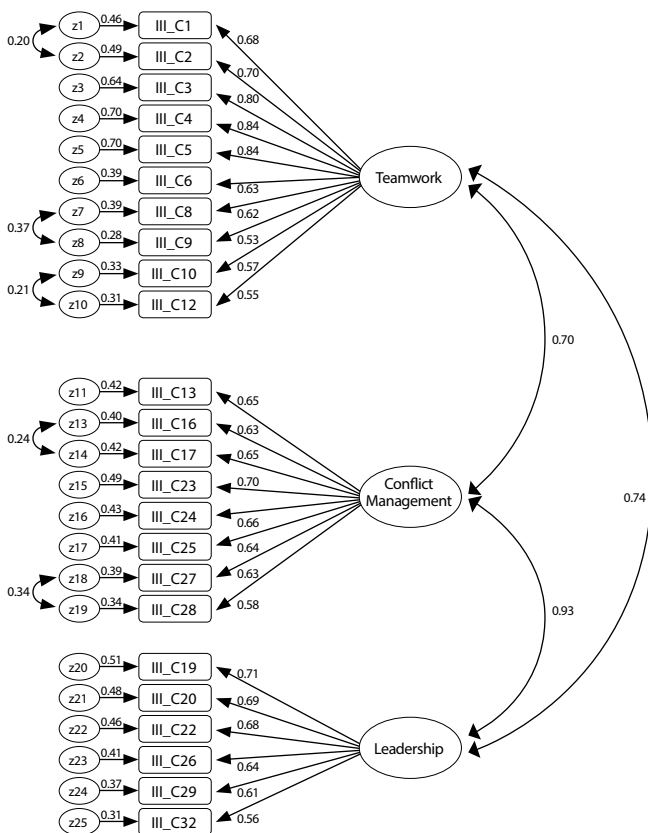 z1 0.46 III_C1
0.20
0.68
z2 0.49 III_C2
0.70
z3 0.64 III_C3
0.80
z4 0.70 III_C4
0.84
z5 0.70 III_C5
0.84
Teamwork
z6 0.39 III_C6
0.63
z7 0.39 III_C8
0.62
0.37
z8 0.28 III_C9
0.53
z9 0.33 III_C10
0.57
0.21
z10 0.31 III_C12
0.55
0.70
z11 0.42 III_C13
0.65
z13 0.40 III_C16
0.63
0.24
z14 0.42 III_C17
0.65
z15 0.49 III_C23
0.70
Conflict
Management
0.74
z16 0.43 III_C24
0.66
z17 0.41 III_C25
0.64
z18 0.39 III_C27
0.63
0.34
z19 0.34 III_C28
0.58
0.93
z20 0.51 III_C19
0.71
z21 0.48 III_C20
0.69
z22 0.46 III_C22
0.68
Leadership
z23 0.41 III_C26
0.64
z24 0.37 III_C29
0.61
z25 0.31 III_C32
0.56